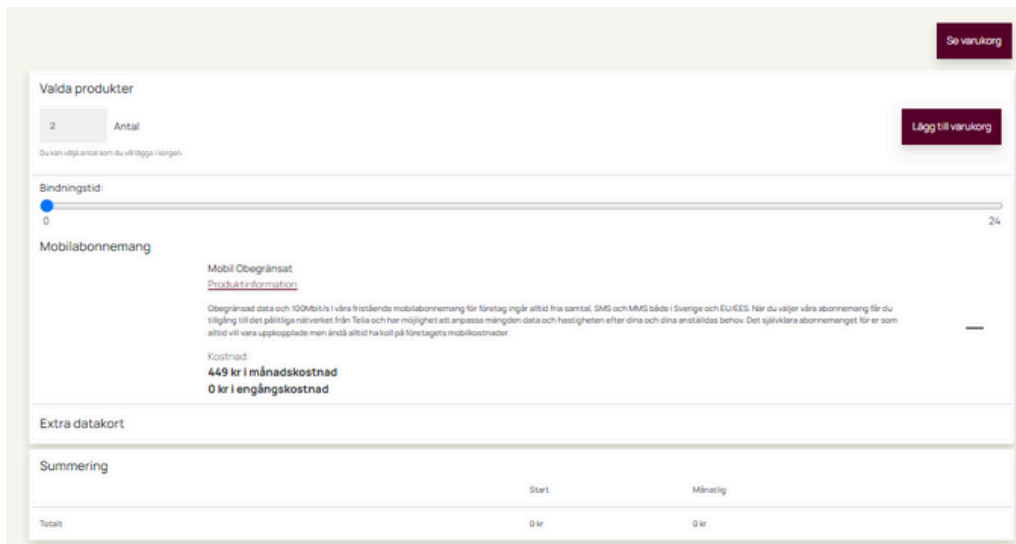 Se varukorg
Valda produkter
2 Antal
Lägg till varukorg
Du kan välja antal som du vill lägga i korgen.
Bindningstid:
0 24
Mobilabonnemang
Mobil Obegränsat
Produktinformation
Obegränsad data och 100Mbit/s I våra fristående mobilabonnemang för företag ingår alltid fria samtal, SMS och MMS både i Sverige och EU/EES. När du väljer våra abonnemang får du
tillgång till det pålitliga nätverket från Telia och har möjlighet att anpassa mängden data och hastigheten efter dina och dina anställdas behov. Det självklara abonnemanget för er som
alltid vill vara uppkopplade men ändå alltid ha koll på företagets mobilkostnader.
Kostnad:
449 kr i månadskostnad
0 kr i engångskostnad
Extra datakort
Summering
Start Månatlig
Totalt 0 kr 0 kr